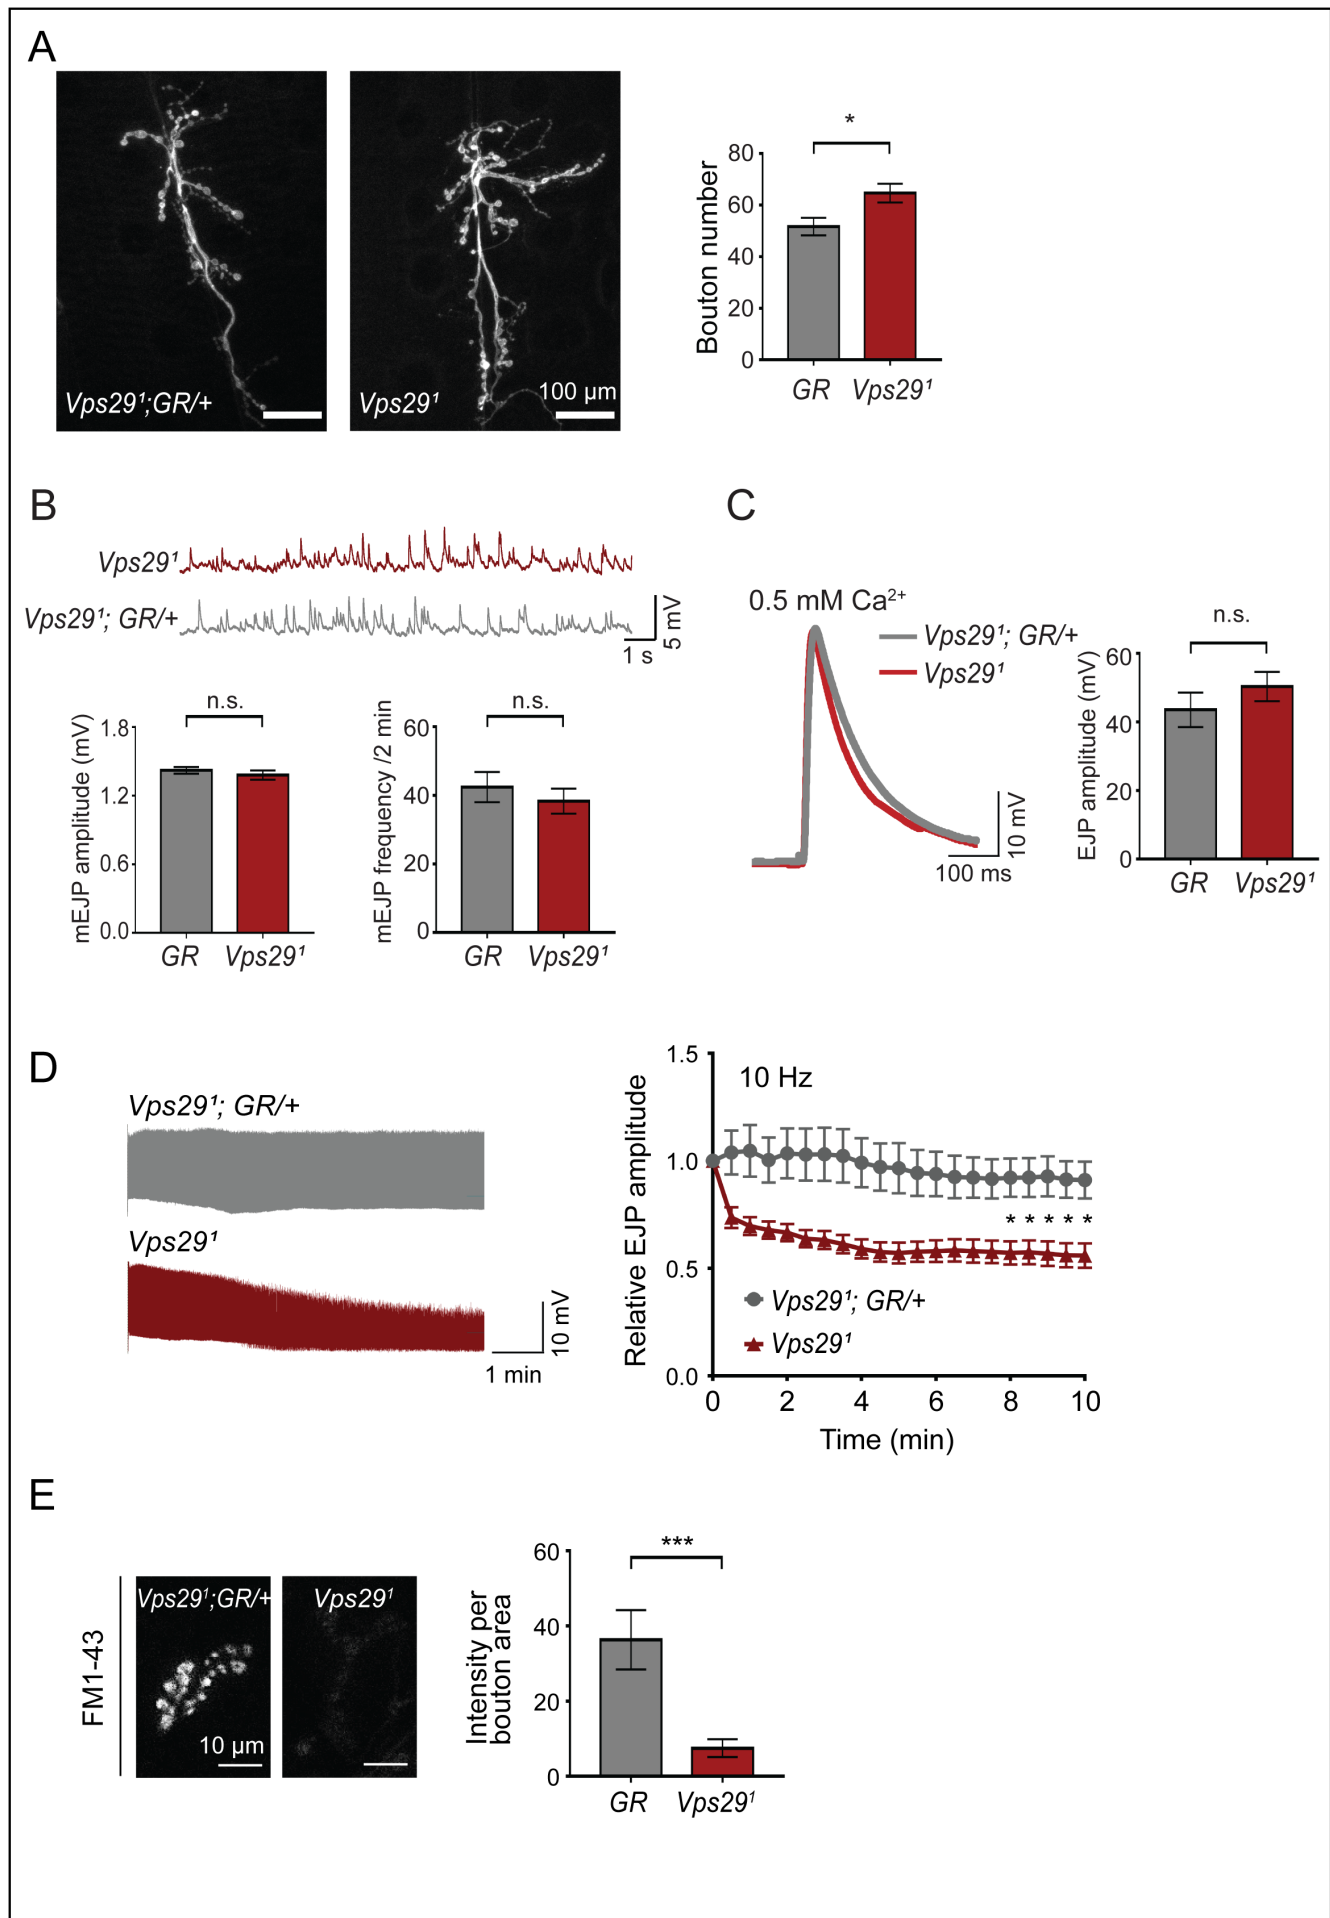 A
Vps29¹;GR/+
Vps29¹
100 µm
*
Bouton number
80
60
40
20
0
GR
Vps29¹
B
Vps29¹
Vps29¹; GR/+
5 mV
1 s
n.s.
mEJP amplitude (mV)
1.8
1.2
0.6
0.0
GR
Vps29¹
n.s.
mEJP frequency /2 min
60
40
20
0
GR
Vps29¹
C
0.5 mM Ca²⁺
Vps29¹; GR/+
Vps29¹
10 mV
100 ms
n.s.
EJP amplitude (mV)
60
40
20
0
GR
Vps29¹
D
Vps29¹; GR/+
Vps29¹
10 mV
1 min
Relative EJP amplitude
1.5
1.0
0.5
0.0
10 Hz
* * * * *
Vps29¹; GR/+
Vps29¹
0 2 4 6 8 10
Time (min)
E
FM1-43
Vps29¹;GR/+
Vps29¹
10 µm
***
Intensity per
bouton area
60
40
20
0
GR
Vps29¹